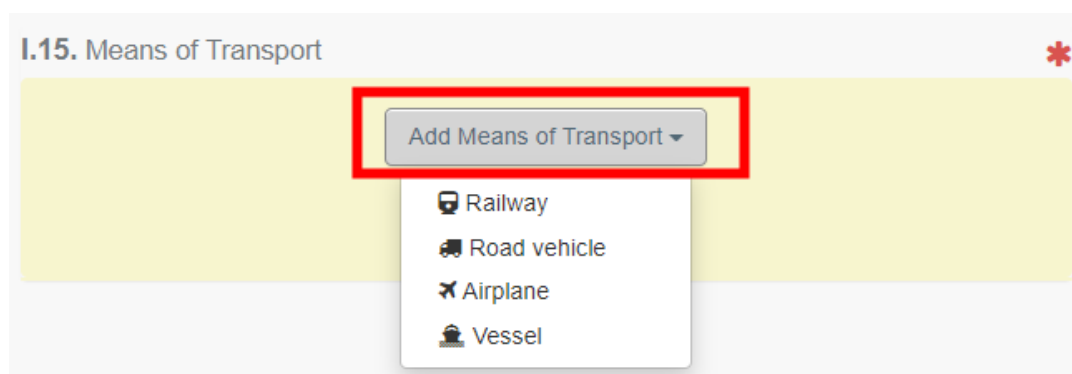 I.15. Means of Transport
Add Means of Transport
Railway
Road vehicle
Airplane
Vessel